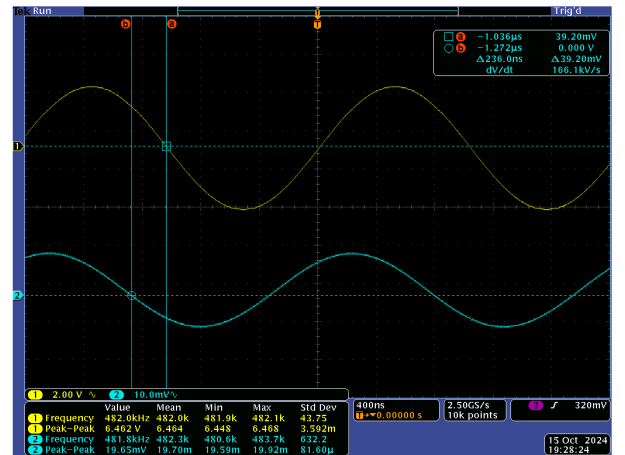 Tek Run Trig'd
b a T
a −1.036µs 39.20mV
b −1.272µs 0.000 V
Δ236.0ns Δ39.20mV
dV/dt 166.1kV/s
1
2
1 2.00 V 2 10.0mV
Value Mean Min Max Std Dev
1 Frequency 482.0kHz 482.0k 481.9k 482.1k 43.75
1 Peak–Peak 6.462 V 6.464 6.448 6.468 3.592m
2 Frequency 481.8kHz 482.3k 480.6k 483.7k 632.2
2 Peak–Peak 19.65mV 19.70m 19.59m 19.92m 81.60µ
400ns
T→▼0.00000 s
2.50GS/s
10k points
3 320mV
15 Oct 2024
19:28:24